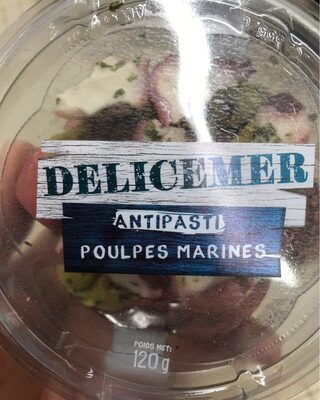 DELICEMER
ANTIPASTI
POULPES MARINES
POIDS NET:
120g